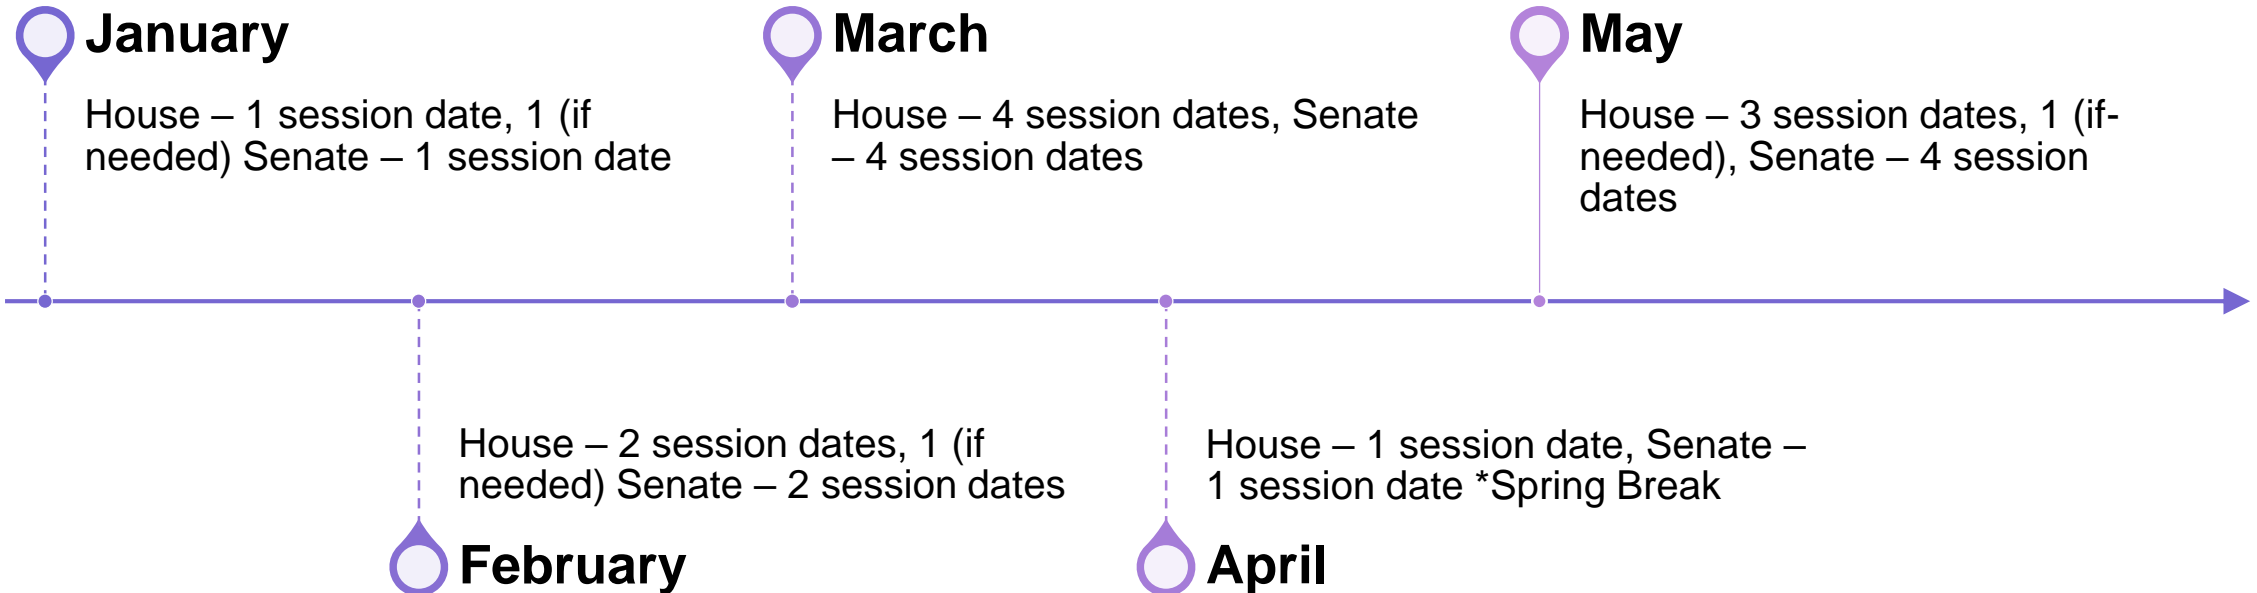 January
House – 1 session date, 1 (if
needed) Senate – 1 session date
February
House – 2 session dates, 1 (if
needed) Senate – 2 session dates
March
House – 4 session dates, Senate
– 4 session dates
April
House – 1 session date, Senate –
1 session date *Spring Break
May
House – 3 session dates, 1 (if-
needed), Senate – 4 session
dates